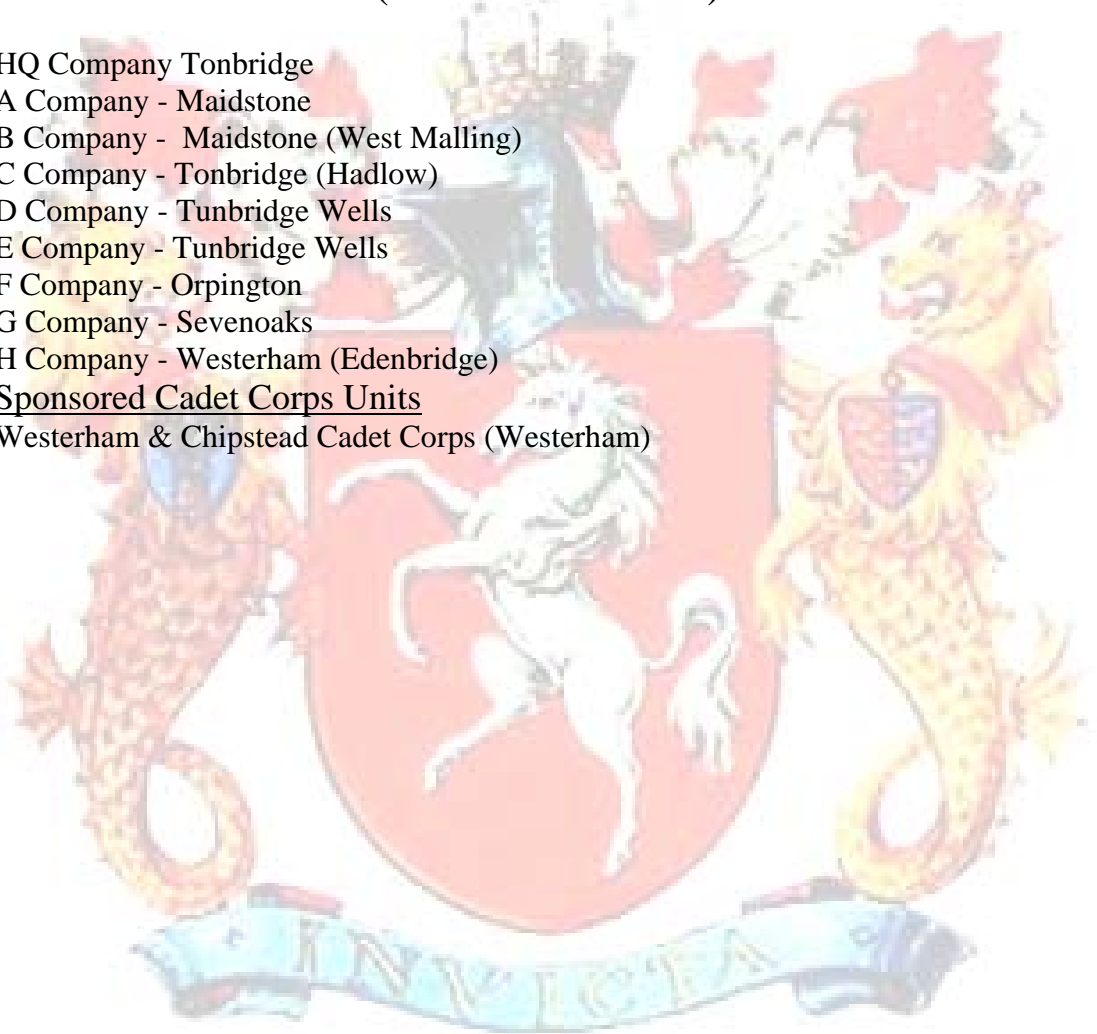 HQ Company Tonbridge
A Company - Maidstone
B Company -  Maidstone (West Malling)
C Company - Tonbridge (Hadlow)
D Company - Tunbridge Wells
E Company - Tunbridge Wells
F Company - Orpington
G Company - Sevenoaks
H Company - Westerham (Edenbridge)
Sponsored Cadet Corps Units
Westerham & Chipstead Cadet Corps (Westerham)
INVICTA